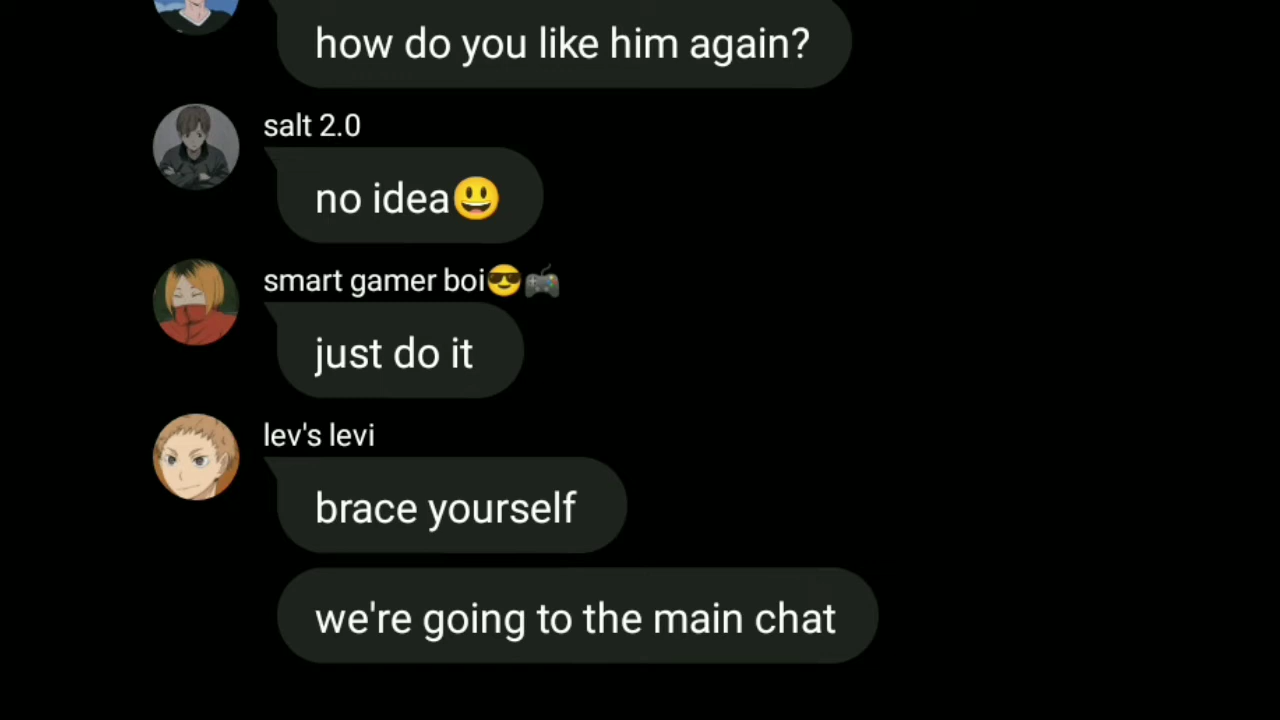 how do you like him again?
salt 2.0
no idea😃
smart gamer boi😎🎮
just do it
lev's levi
brace yourself
we're going to the main chat